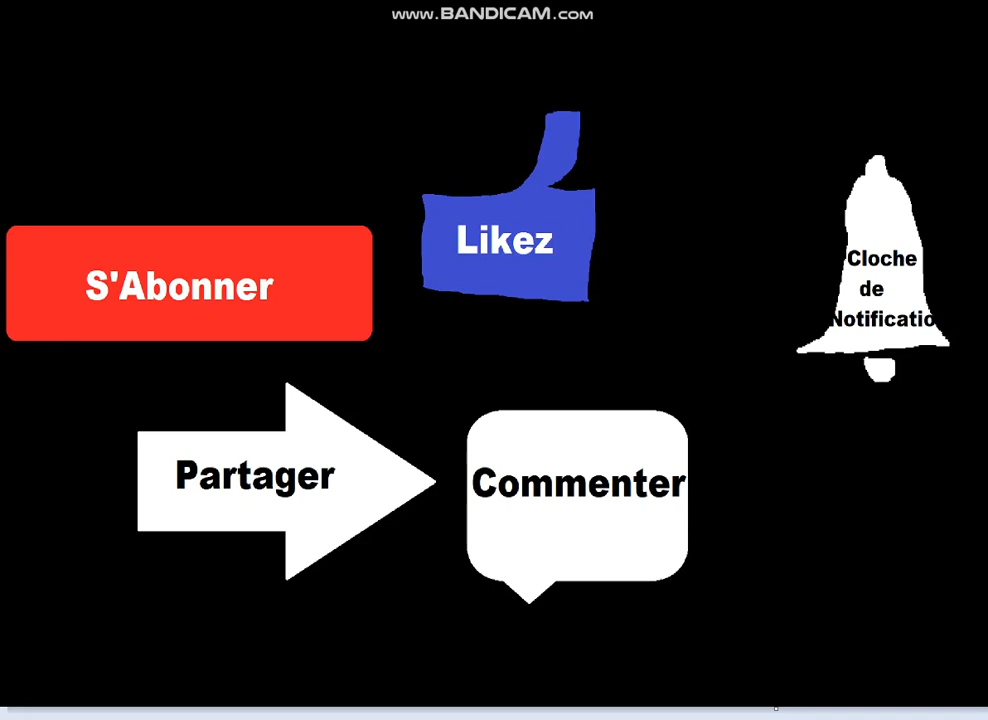 www.BANDICAM.com
Likez
S'Abonner
Cloche
de
Notificatio
Partager
Commenter